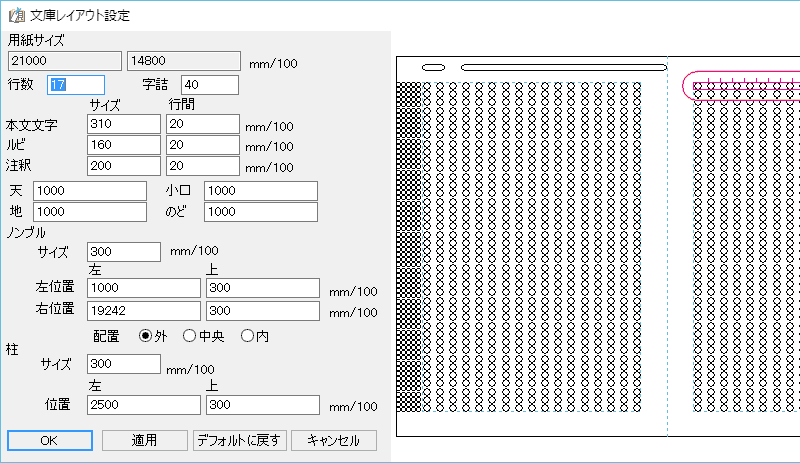 文庫レイアウト設定
用紙サイズ
21000 14800 mm/100
行数 17 字詰 40
サイズ 行間
本文文字 310 20 mm/100
ルビ 160 20 mm/100
注釈 200 20 mm/100
天 1000 小口 1000
地 1000 のど 1000
ノンブル
サイズ 300 mm/100
左 上
左位置 1000 300 mm/100
右位置 19242 300
配置 外 中央 内
柱
サイズ 300 mm/100
左 上
位置 2500 300 mm/100
OK 適用 デフォルトに戻す キャンセル